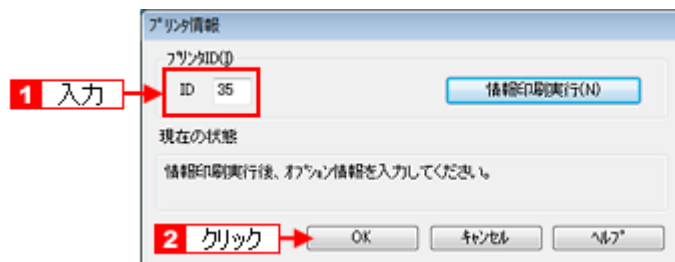 プリンタ情報
プリンタID(I)
1 入力
ID 35
情報印刷実行(N)
現在の状態
情報印刷実行後、オプション情報を入力してください。
2 クリック
OK キャンセル ヘルプ